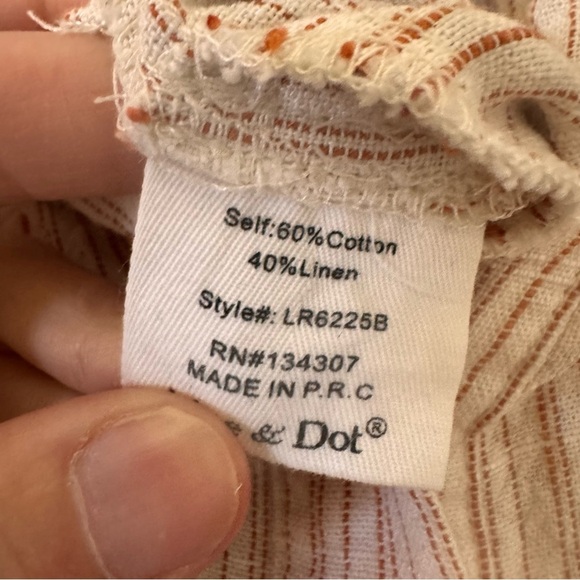 Self:60%Cotton
40%Linen
Style#: LR6225B
RN#134307
MADE IN P.R.C
& Dot®